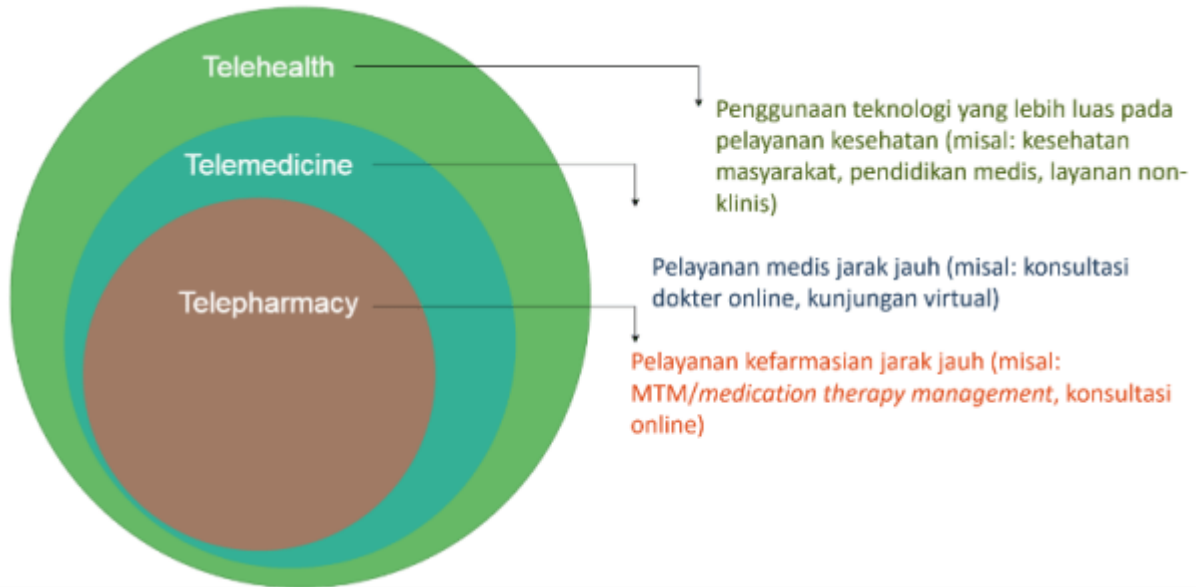 Telehealth
Penggunaan teknologi yang lebih luas pada
pelayanan kesehatan (misal: kesehatan
masyarakat, pendidikan medis, layanan non-
klinis)
Telemedicine
Pelayanan medis jarak jauh (misal: konsultasi
dokter online, kunjungan virtual)
Telepharmacy
Pelayanan kefarmasian jarak jauh (misal:
MTM/medication therapy management, konsultasi
online)